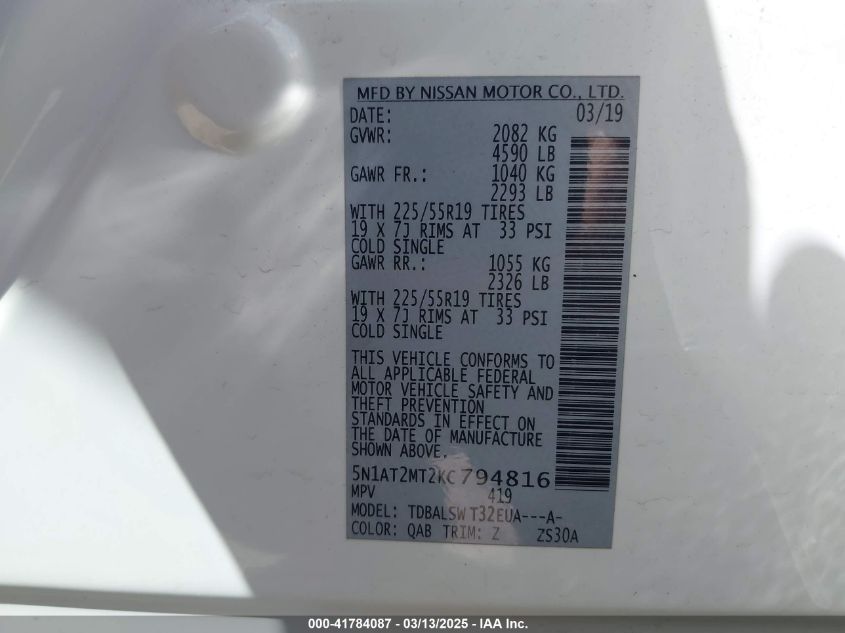 MFD BY NISSAN MOTOR CO., LTD.
DATE: 03/19
GVWR: 2082 KG
4590 LB
GAWR FR.: 1040 KG
2293 LB
WITH 225/55R19 TIRES
19 X 7J RIMS AT 33 PSI
COLD SINGLE
GAWR RR.: 1055 KG
2326 LB
WITH 225/55R19 TIRES
19 X 7J RIMS AT 33 PSI
COLD SINGLE
THIS VEHICLE CONFORMS TO
ALL APPLICABLE FEDERAL
MOTOR VEHICLE SAFETY AND
THEFT PREVENTION
STANDARDS IN EFFECT ON
THE DATE OF MANUFACTURE
SHOWN ABOVE.
5N1AT2MT2KC794816
MPV 419
MODEL: TDBALSW T32EUA---A-
COLOR: QAB TRIM: Z ZS30A
000-41784087 - 03/13/2025 - IAA Inc.